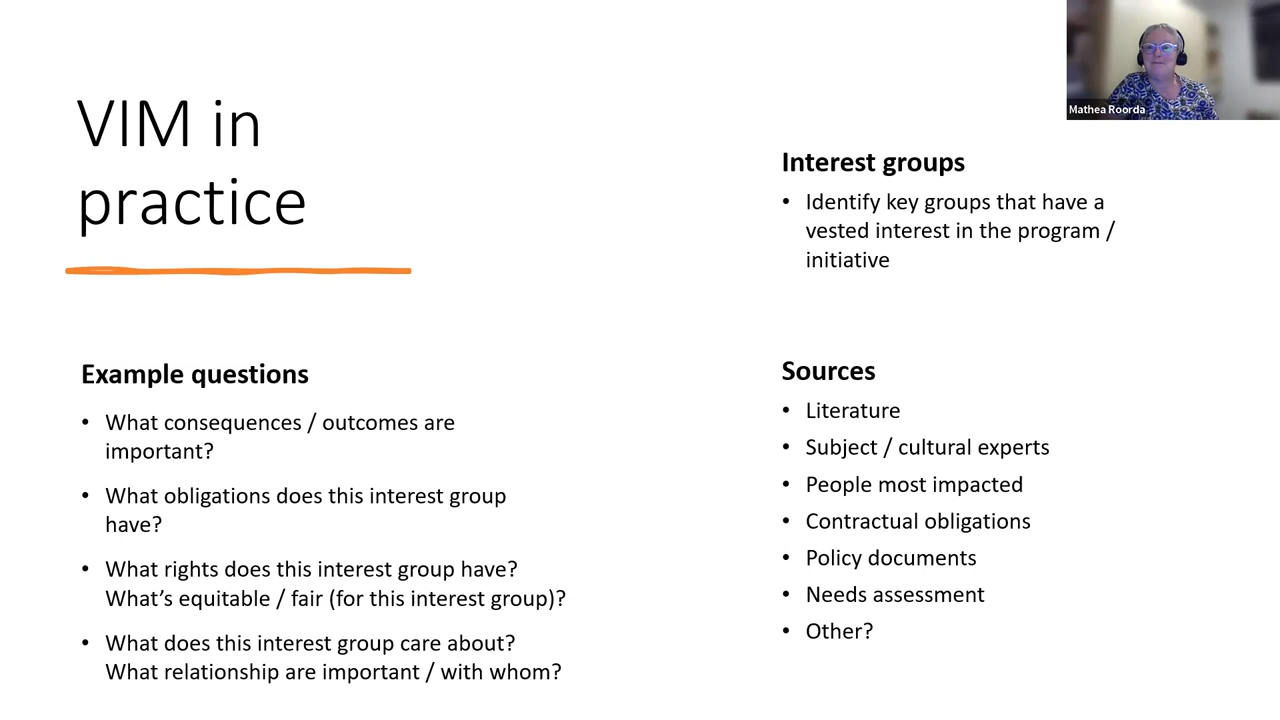 VIM in
practice
Mathea Roorda
Interest groups
• Identify key groups that have a
vested interest in the program /
initiative
Example questions
• What consequences / outcomes are
important?
• What obligations does this interest group
have?
• What rights does this interest group have?
What's equitable / fair (for this interest group)?
• What does this interest group care about?
What relationship are important / with whom?
Sources
• Literature
• Subject / cultural experts
• People most impacted
• Contractual obligations
• Policy documents
• Needs assessment
• Other?